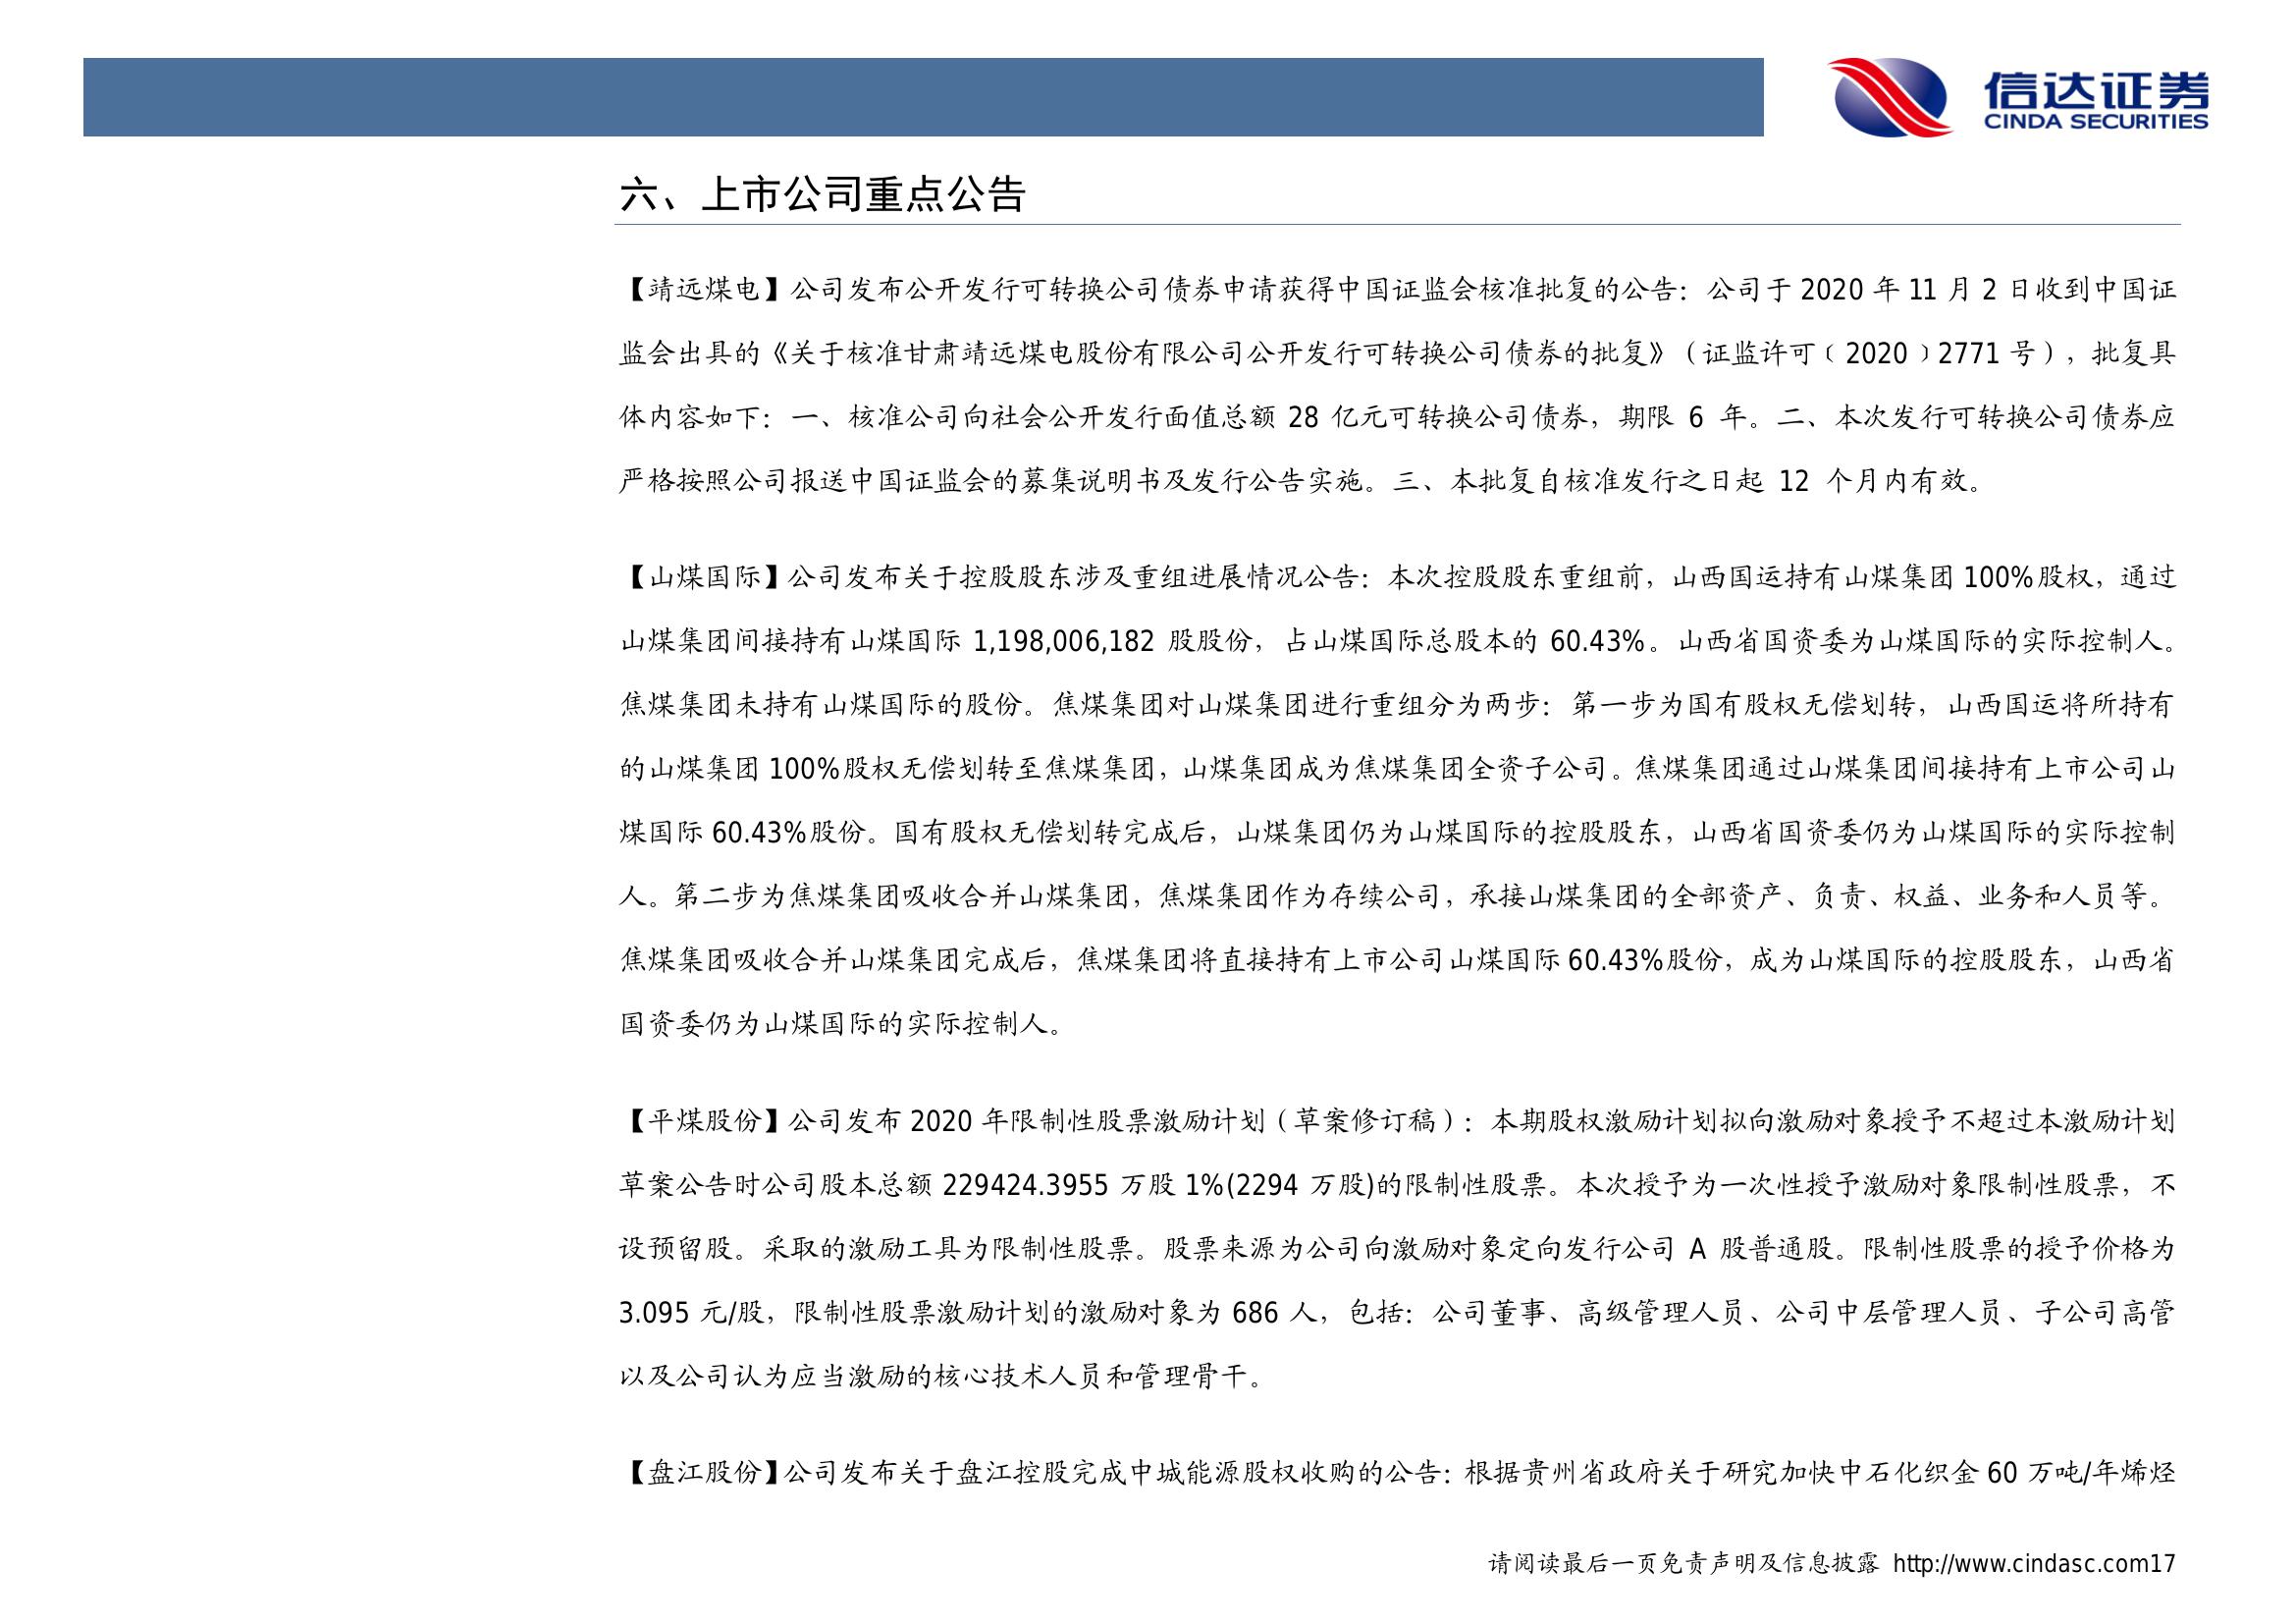 信达证券
CINDA SECURITIES
六、上市公司重点公告
【靖远煤电】公司发布公开发行可转换公司债券申请获得中国证监会核准批复的公告：公司于 2020 年 11 月 2 日收到中国证
监会出具的《关于核准甘肃靖远煤电股份有限公司公开发行可转换公司债券的批复》（证监许可﹝2020﹞2771 号），批复具
体内容如下：一、核准公司向社会公开发行面值总额 28 亿元可转换公司债券，期限 6 年。二、本次发行可转换公司债券应
严格按照公司报送中国证监会的募集说明书及发行公告实施。三、本批复自核准发行之日起 12 个月内有效。
【山煤国际】公司发布关于控股股东涉及重组进展情况公告：本次控股股东重组前，山西国运持有山煤集团 100%股权，通过
山煤集团间接持有山煤国际 1,198,006,182 股股份，占山煤国际总股本的 60.43%。山西省国资委为山煤国际的实际控制人。
焦煤集团未持有山煤国际的股份。焦煤集团对山煤集团进行重组分为两步：第一步为国有股权无偿划转，山西国运将所持有
的山煤集团 100%股权无偿划转至焦煤集团，山煤集团成为焦煤集团全资子公司。焦煤集团通过山煤集团间接持有上市公司山
煤国际 60.43%股份。国有股权无偿划转完成后，山煤集团仍为山煤国际的控股股东，山西省国资委仍为山煤国际的实际控制
人。第二步为焦煤集团吸收合并山煤集团，焦煤集团作为存续公司，承接山煤集团的全部资产、负责、权益、业务和人员等。
焦煤集团吸收合并山煤集团完成后，焦煤集团将直接持有上市公司山煤国际 60.43%股份，成为山煤国际的控股股东，山西省
国资委仍为山煤国际的实际控制人。
【平煤股份】公司发布 2020 年限制性股票激励计划（草案修订稿）：本期股权激励计划拟向激励对象授予不超过本激励计划
草案公告时公司股本总额 229424.3955 万股 1%(2294 万股)的限制性股票。本次授予为一次性授予激励对象限制性股票，不
设预留股。采取的激励工具为限制性股票。股票来源为公司向激励对象定向发行公司 A 股普通股。限制性股票的授予价格为
3.095 元/股，限制性股票激励计划的激励对象为 686 人，包括：公司董事、高级管理人员、公司中层管理人员、子公司高管
以及公司认为应当激励的核心技术人员和管理骨干。
【盘江股份】公司发布关于盘江控股完成中城能源股权收购的公告：根据贵州省政府关于研究加快中石化织金 60 万吨/年烯烃
请阅读最后一页免责声明及信息披露 http://www.cindasc.com17